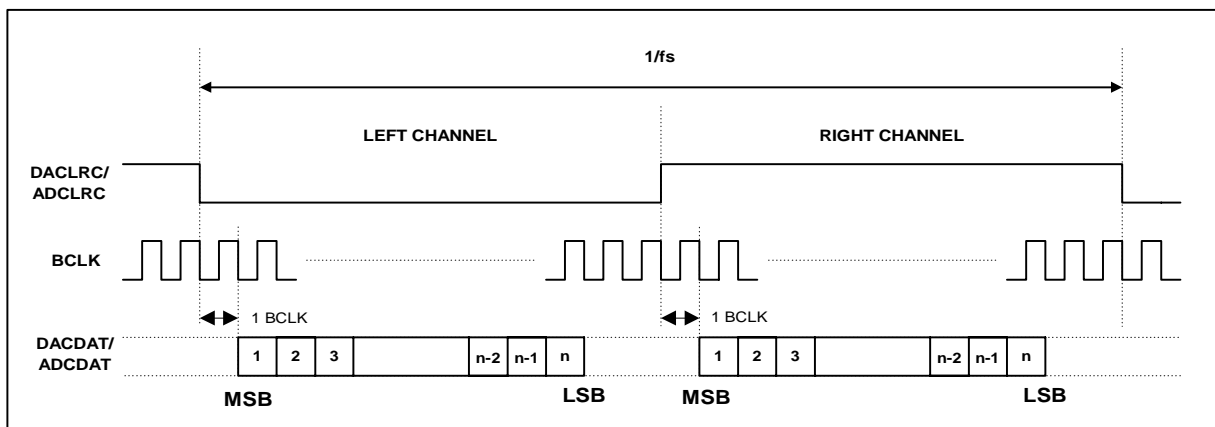 1/fs
LEFT CHANNEL
RIGHT CHANNEL
DACLRC/
ADCLRC
BCLK
1 BCLK
1 BCLK
DACDAT/
ADCDAT
1 2 3 n-2 n-1 n
1 2 3 n-2 n-1 n
MSB
LSB
MSB
LSB